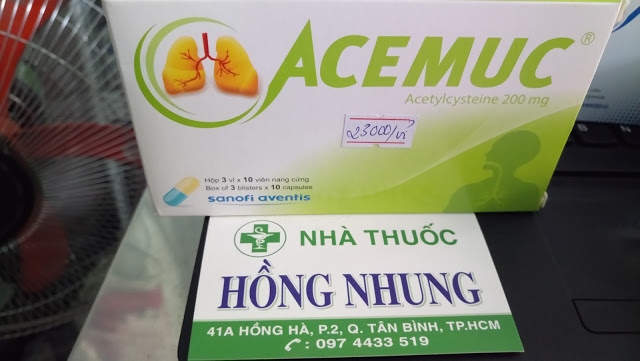 ACEMUC®
Acetylcysteine 200 mg
23000/vỉ
Hộp 3 vỉ x 10 viên nang cứng
Box of 3 blisters x 10 capsules
sanofi aventis
NHÀ THUỐC
HỒNG NHUNG
41A HỒNG HÀ, P.2, Q. TÂN BÌNH, TP.HCM
: 097 4433 519